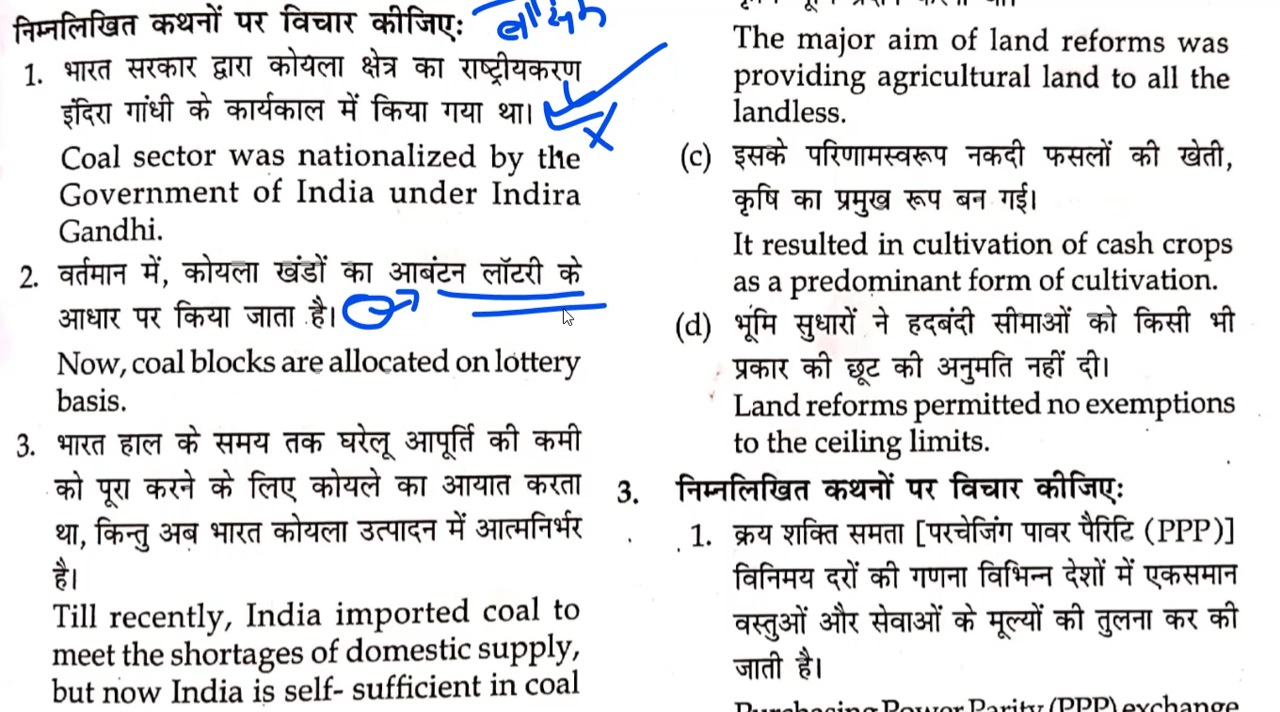 निम्नलिखित कथनों पर विचार कीजिए:
1. भारत सरकार द्वारा कोयला क्षेत्र का राष्ट्रीयकरण
इंदिरा गांधी के कार्यकाल में किया गया था।
Coal sector was nationalized by the
Government of India under Indira
Gandhi.
2. वर्तमान में, कोयला खंडों का आबंटन लॉटरी के
आधार पर किया जाता है।
Now, coal blocks are allocated on lottery
basis.
3. भारत हाल के समय तक घरेलू आपूर्ति की कमी
को पूरा करने के लिए कोयले का आयात करता
था, किन्तु अब भारत कोयला उत्पादन में आत्मनिर्भर
है।
Till recently, India imported coal to
meet the shortages of domestic supply,
but now India is self- sufficient in coal
The major aim of land reforms was
providing agricultural land to all the
landless.
(c) इसके परिणामस्वरूप नकदी फसलों की खेती,
कृषि का प्रमुख रूप बन गई।
It resulted in cultivation of cash crops
as a predominant form of cultivation.
(d) भूमि सुधारों ने हदबंदी सीमाओं को किसी भी
प्रकार की छूट की अनुमति नहीं दी।
Land reforms permitted no exemptions
to the ceiling limits.
3. निम्नलिखित कथनों पर विचार कीजिए:
1. क्रय शक्ति समता [परचेजिंग पावर पैरिटि (PPP)]
विनिमय दरों की गणना विभिन्न देशों में एकसमान
वस्तुओं और सेवाओं के मूल्यों की तुलना कर की
जाती है।
Purchasing Power Parity (PPP) exchange